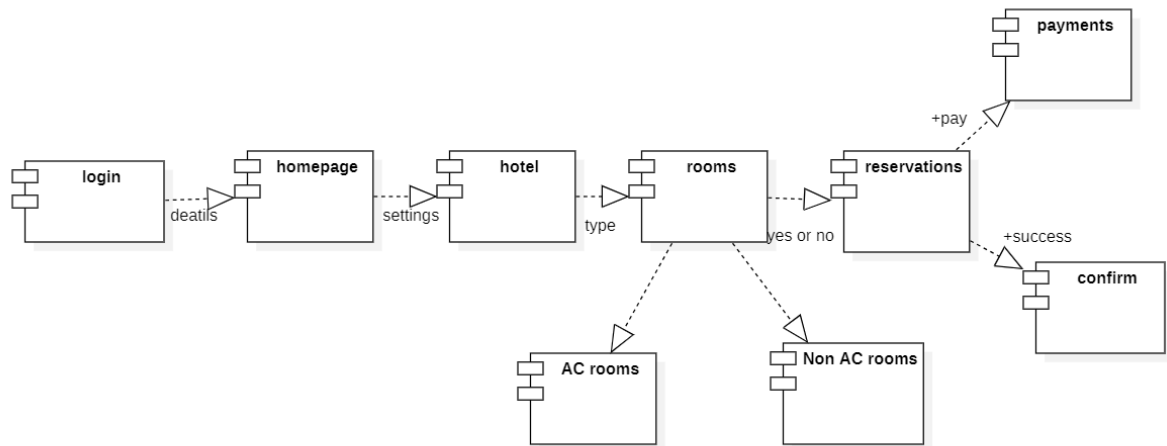 payments
+pay
login
homepage
hotel
rooms
reservations
deatils
settings
type
yes or no
+success
confirm
AC rooms
Non AC rooms